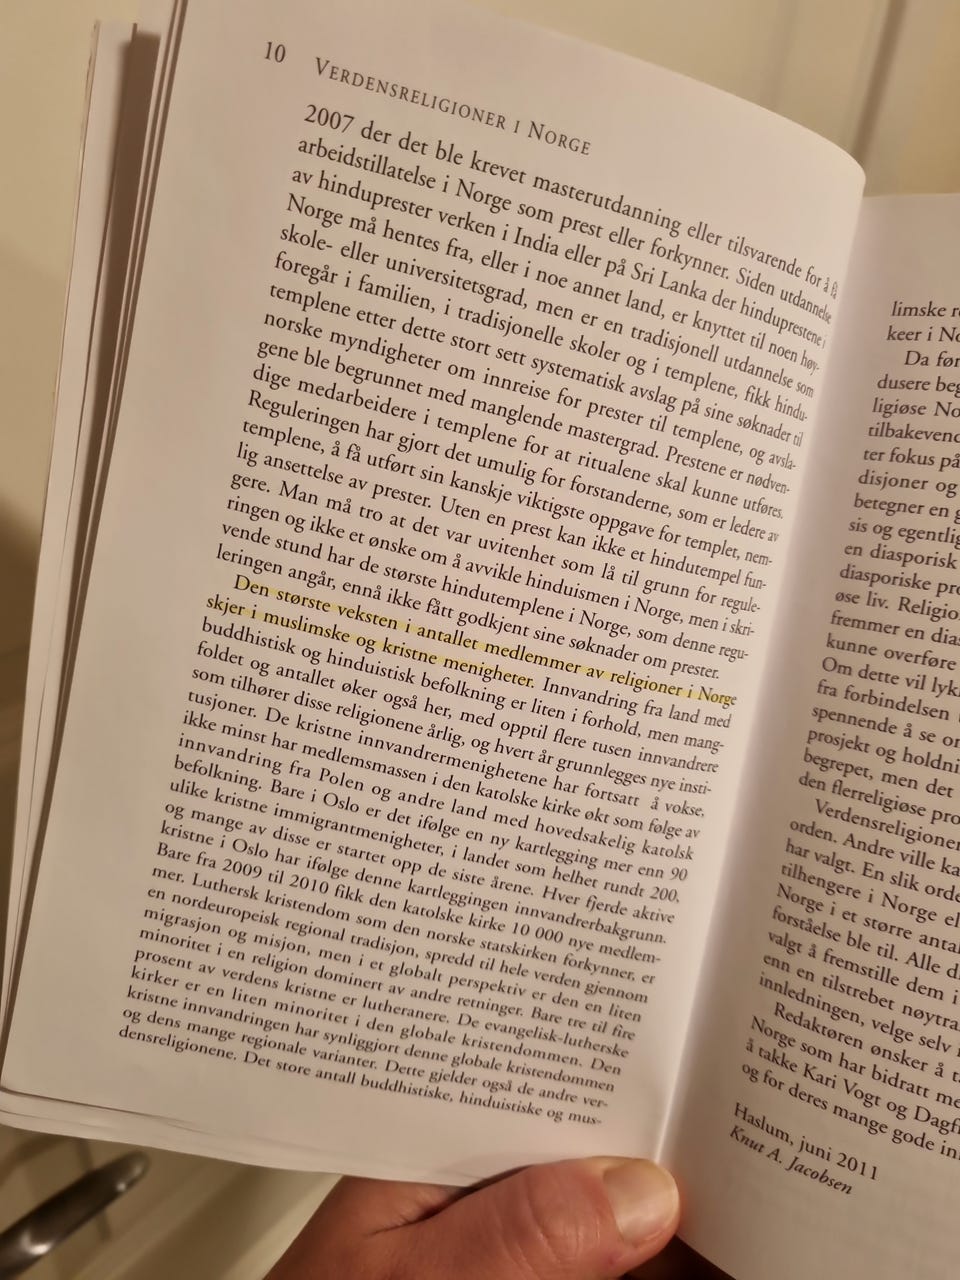 10 VERDENSRELIGIONER I NORGE
2007 der det ble krevet masterutdanning eller tilsvarende for å få
arbeidstillatelse i Norge som prest eller forkynner. Siden utdannelse
av hinduprester verken i India eller på Sri Lanka der hinduprestene i
Norge må hentes fra, eller i noe annet land, er knyttet til noen høy-
skole- eller universitetsgrad, men er en tradisjonell utdannelse som
foregår i familien, i tradisjonelle skoler og i templene, fikk hindu-
templene etter dette stort sett systematisk avslag på sine søknader til
norske myndigheter om innreise for prester til templene, og avsla-
gene ble begrunnet med manglende mastergrad. Prestene er nødven-
dige medarbeidere i templene for at ritualene skal kunne utføres.
Reguleringen har gjort det umulig for forstanderne, som er ledere av
templene, å få utført sin kanskje viktigste oppgave for templet, nem-
lig ansettelse av prester. Uten en prest kan ikke et hindutempel fun-
gere. Man må tro at det var uvitenhet som lå til grunn for regule-
ringen og ikke et ønske om å avvikle hinduismen i Norge, men i skri-
vende stund har de største hindutemplene i Norge, som denne regu-
leringen angår, ennå ikke fått godkjent sine søknader om prester.
Den største veksten i antallet medlemmer av religioner i Norge
skjer i muslimske og kristne menigheter. Innvandring fra land med
buddhistisk og hinduistisk befolkning er liten i forhold, men mang-
foldet og antallet øker også her, med opptil flere tusen innvandrere
som tilhører disse religionene årlig, og hvert år grunnlegges nye insti-
tusjoner. De kristne innvandrermenighetene har fortsatt å vokse,
ikke minst har medlemsmassen i den katolske kirke økt som følge av
innvandring fra Polen og andre land med hovedsakelig katolsk
befolkning. Bare i Oslo er det ifølge en ny kartlegging mer enn 90
ulike kristne immigrantmenigheter, i landet som helhet rundt 200,
og mange av disse er startet opp de siste årene. Hver fjerde aktive
kristne i Oslo har ifølge denne kartleggingen innvandrerbakgrunn.
Bare fra 2009 til 2010 fikk den katolske kirke 10 000 nye medlem-
mer. Luthersk kristendom som den norske statskirken forkynner, er
en nordeuropeisk regional tradisjon, spredd til hele verden gjennom
migrasjon og misjon, men i et globalt perspektiv er den en liten
minoritet i en religion dominert av andre retninger. Bare tre til fire
prosent av verdens kristne er lutheranere. De evangelisk-lutherske
kirker er en liten minoritet i den globale kristendommen. Den
kristne innvandringen har synliggjort denne globale kristendommen
og dens mange regionale varianter. Dette gjelder også de andre ver-
densreligionene. Det store antall buddhistiske, hinduistiske og mus-
limske
keer i
Da
dusere
ligiøse
tilbakevend
ter fokus på
disjoner og
betegner en
sis og egentlig
en diasporisk
diasporiske
øse liv.
fremmer en
kunne overføre
Om dette vil
fra forbindelsen
spennende å se
prosjekt og
begrepet, men det
den flerreligiøse
Verdensreligioner
orden. Andre ville
har valgt. En slik
tilhengere i Norge
Norge i et større
forståelse ble til. Alle
valgt å fremstille dem i
enn en tilstrebet
innledningen, velge selv
Redaktøren ønsker å
Norge som har bidratt
å takke Kari Vogt og
og for deres mange gode
Haslum, juni 2011
Knut A. Jacobsen